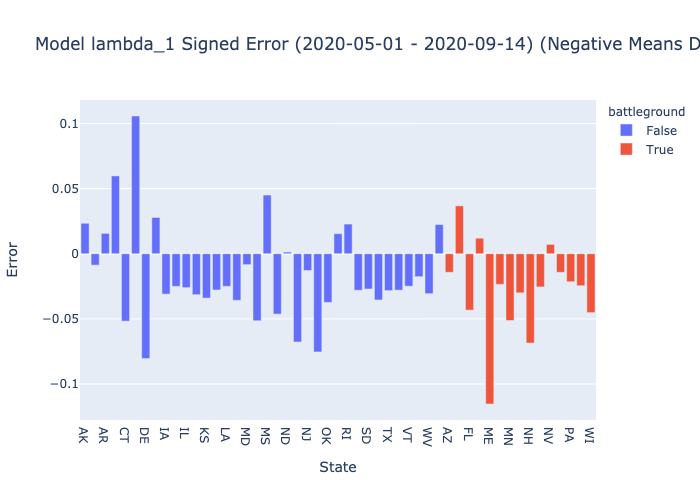 Model lambda_1 Signed Error (2020-05-01 - 2020-09-14) (Negative Means D
battleground
False
True
Error
0.1
0.05
0
−0.05
−0.1
AK AR CT DE IA IL KS LA MD MS ND NJ OK RI SD TX VT WV AZ FL ME MN NH NV PA WI
State